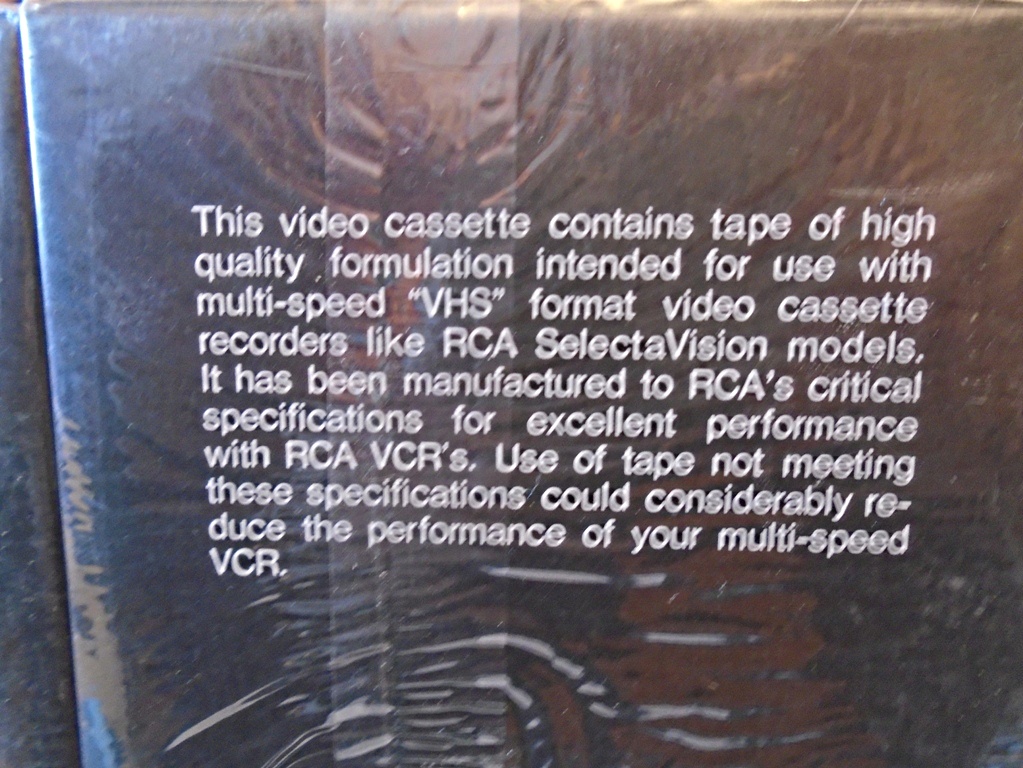 This video cassette contains tape of high
quality formulation intended for use with
multi-speed "VHS" format video cassette
recorders like RCA SelectaVision models.
It has been manufactured to RCA's critical
specifications for excellent performance
with RCA VCR's. Use of tape not meeting
these specifications could considerably re-
duce the performance of your multi-speed
VCR.